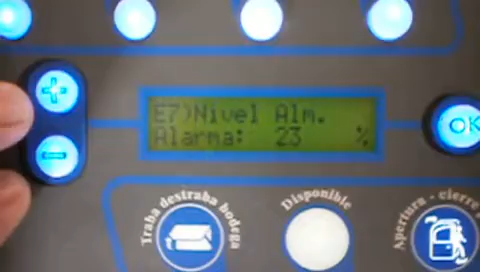 E7)Nivel Alm.
Alarma: 23 %
OK
Traba destraba bodega
Disponible
Apertura - cierre